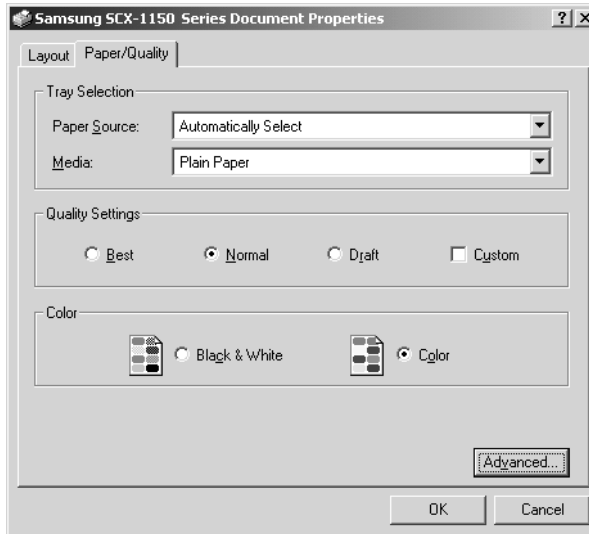 Samsung SCX-1150 Series Document Properties
Layout Paper/Quality
Tray Selection
Paper Source: Automatically Select
Media: Plain Paper
Quality Settings
Best Normal Draft Custom
Color
Black & White Color
Advanced...
OK Cancel